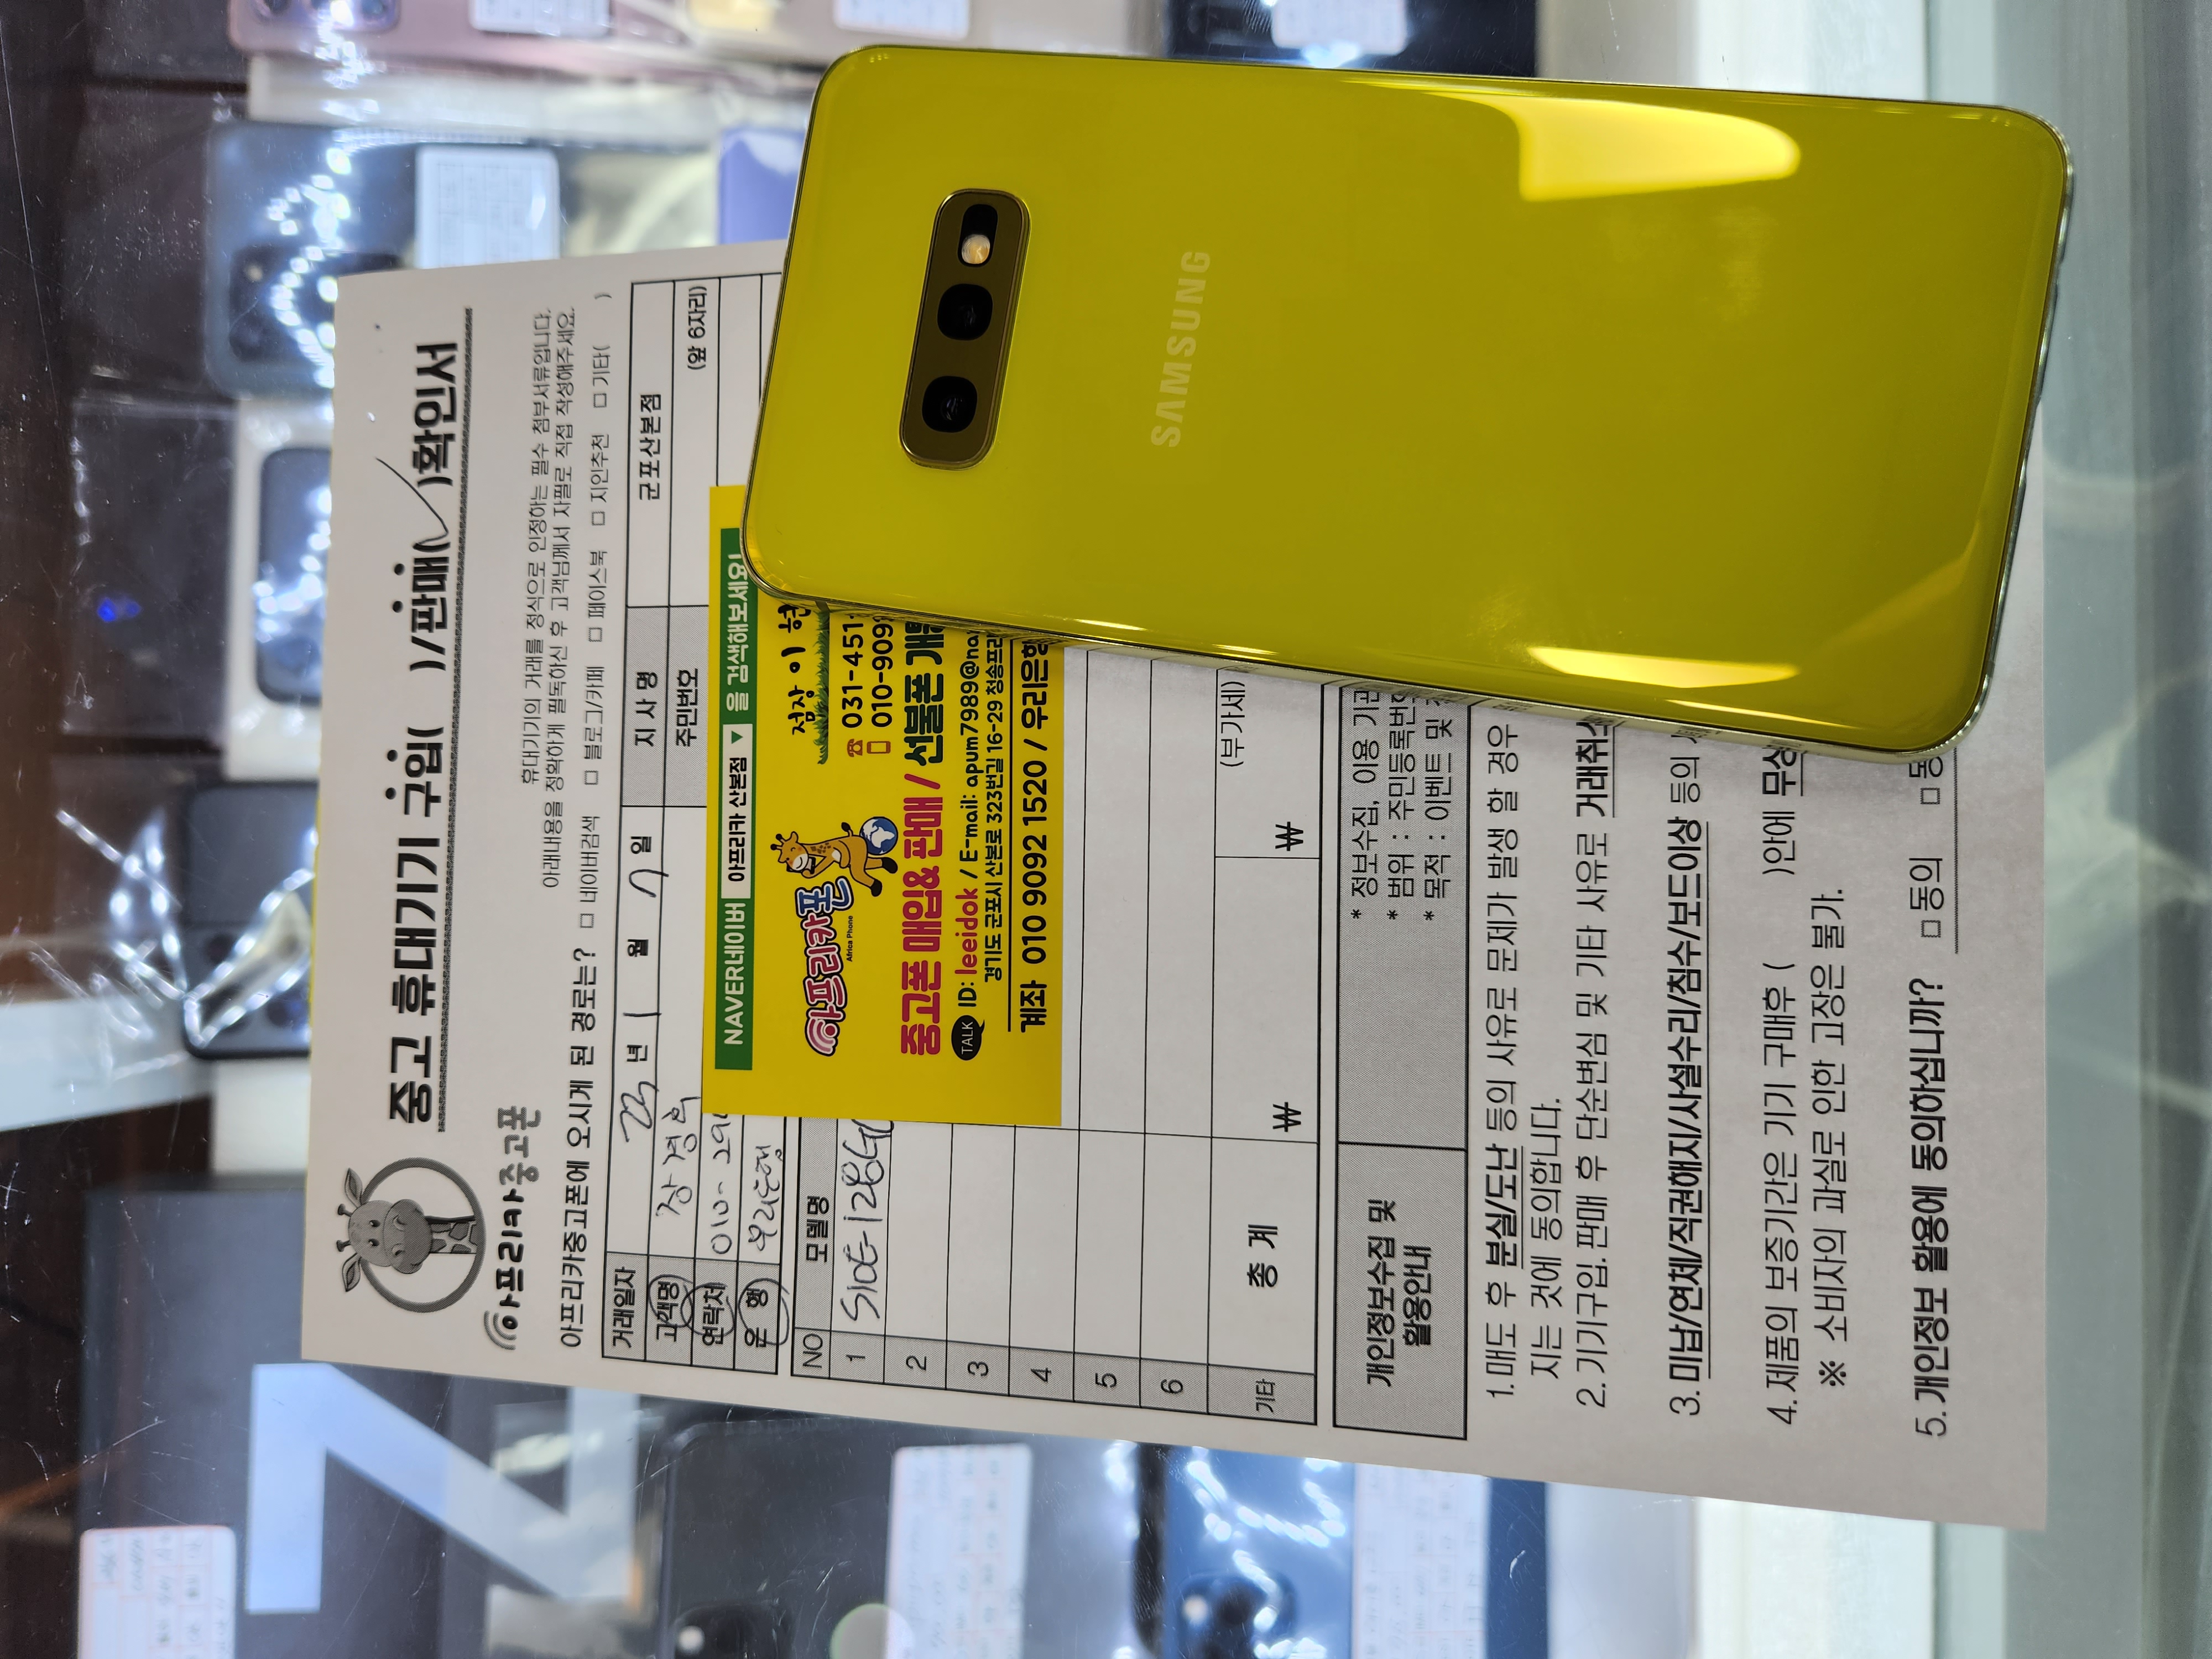 중고 휴대기기 구입( )/판매( )확인서
아프리카중고폰
휴대기기의 거래를 정식으로 인정하는 필수 첨부서류입니다.
아래내용을 정확하게 필독하신 후 고객님께서 자필로 직접 작성해주세요.
아프리카중고폰에 오시게 된 경로는? □ 네이버검색 □ 블로그/카페 □ 페이스북 □ 지인추천 □ 기타( )
거래일자 23 년 1 월 7 일 지 사 명 군포산본점
고객명 장경 주민번호 (앞 6자리)
연락처 010-29
은 행 우리은행
NO 모델명
1 S10E-128G
2
3
4
5
6
기타 총 계 ₩ ₩ (부가세)
NAVER네이버 아프리카 산본점 ▼ 을 검색해보세요!
아프리카폰
Africa Phone
점장 이 현
☎ 031-451
010-909
중고폰 매입& 판매 / 선불폰 개
TALK ID: leeidok / E-mail: apum7989@na
경기도 군포시 산본로 323번길 16-29 청송프라
계좌 010 9092 1520 / 우리은행
개인정보수집 및
활용안내
* 정보수집, 이용 기관
* 범위 : 주민등록번호
* 목적 : 이벤트 및
1. 매도 후 분실/도난 등의 사유로 문제가 발생 할 경우
지는 것에 동의합니다.
2. 기기구입. 판매 후 단순변심 및 기타 사유로 거래취소
3. 미납/연체/직권해지/사설수리/침수/보드이상 등의
4. 제품의 보증기간은 기기 구매후 ( )안에 무상
※ 소비자의 과실로 인한 고장은 불가.
5. 개인정보 활용에 동의하십니까? □ 동의 □ 동
SAMSUNG